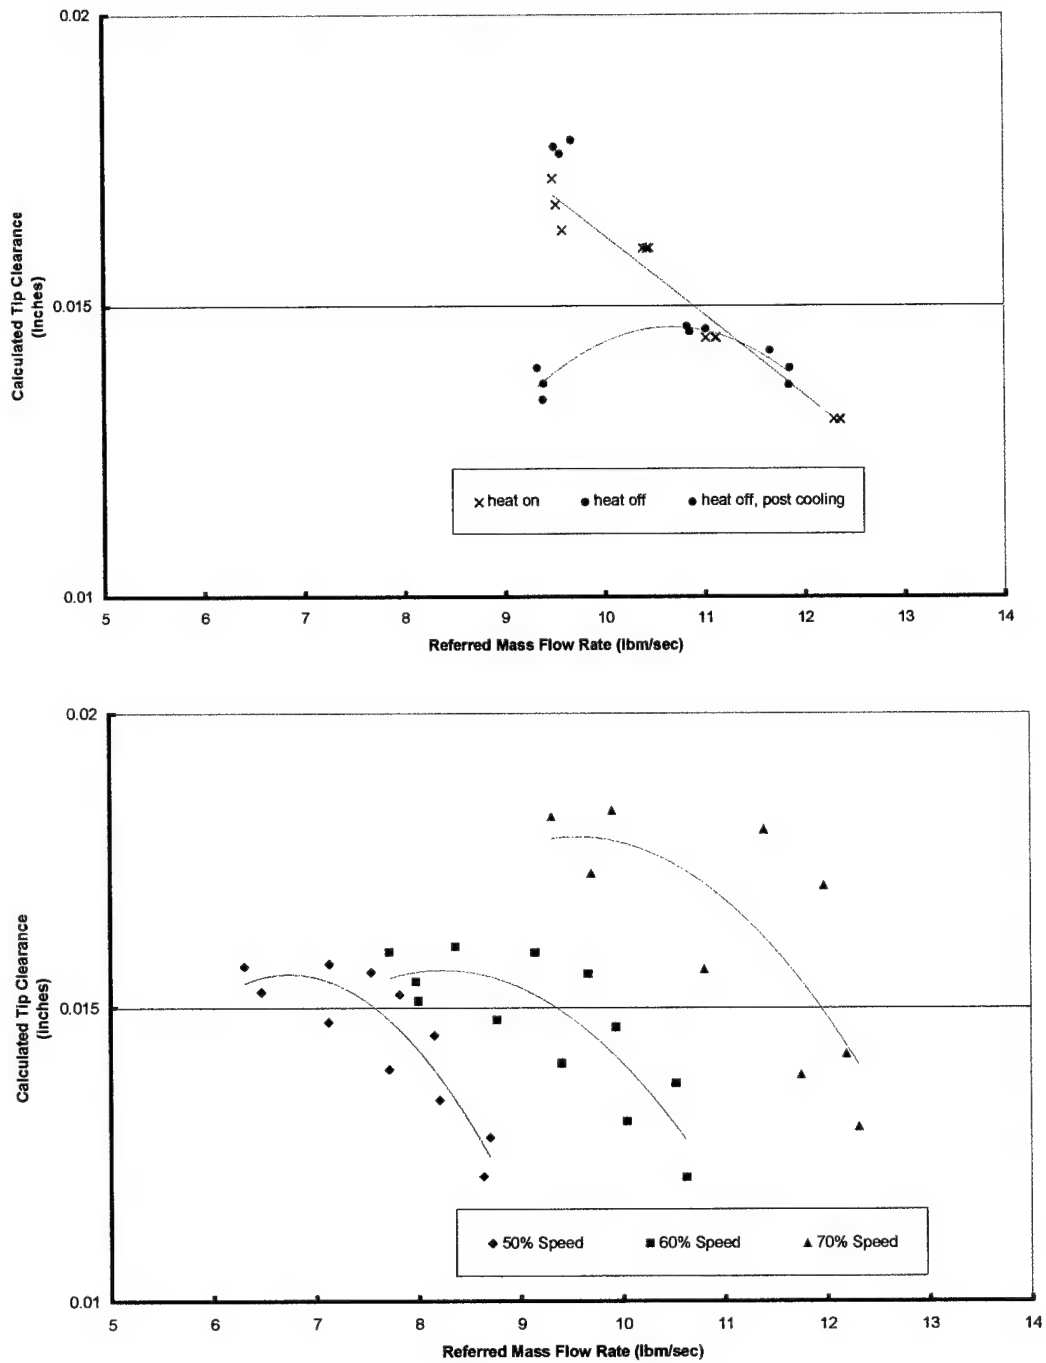 0.02
Calculated Tip Clearance
(inches)
0.015
0.01
× heat on ● heat off ● heat off, post cooling
5 6 7 8 9 10 11 12 13 14
Referred Mass Flow Rate (lbm/sec)
0.02
Calculated Tip Clearance
(inches)
0.015
0.01
◆ 50% Speed ■ 60% Speed ▲ 70% Speed
5 6 7 8 9 10 11 12 13 14
Referred Mass Flow Rate (lbm/sec)